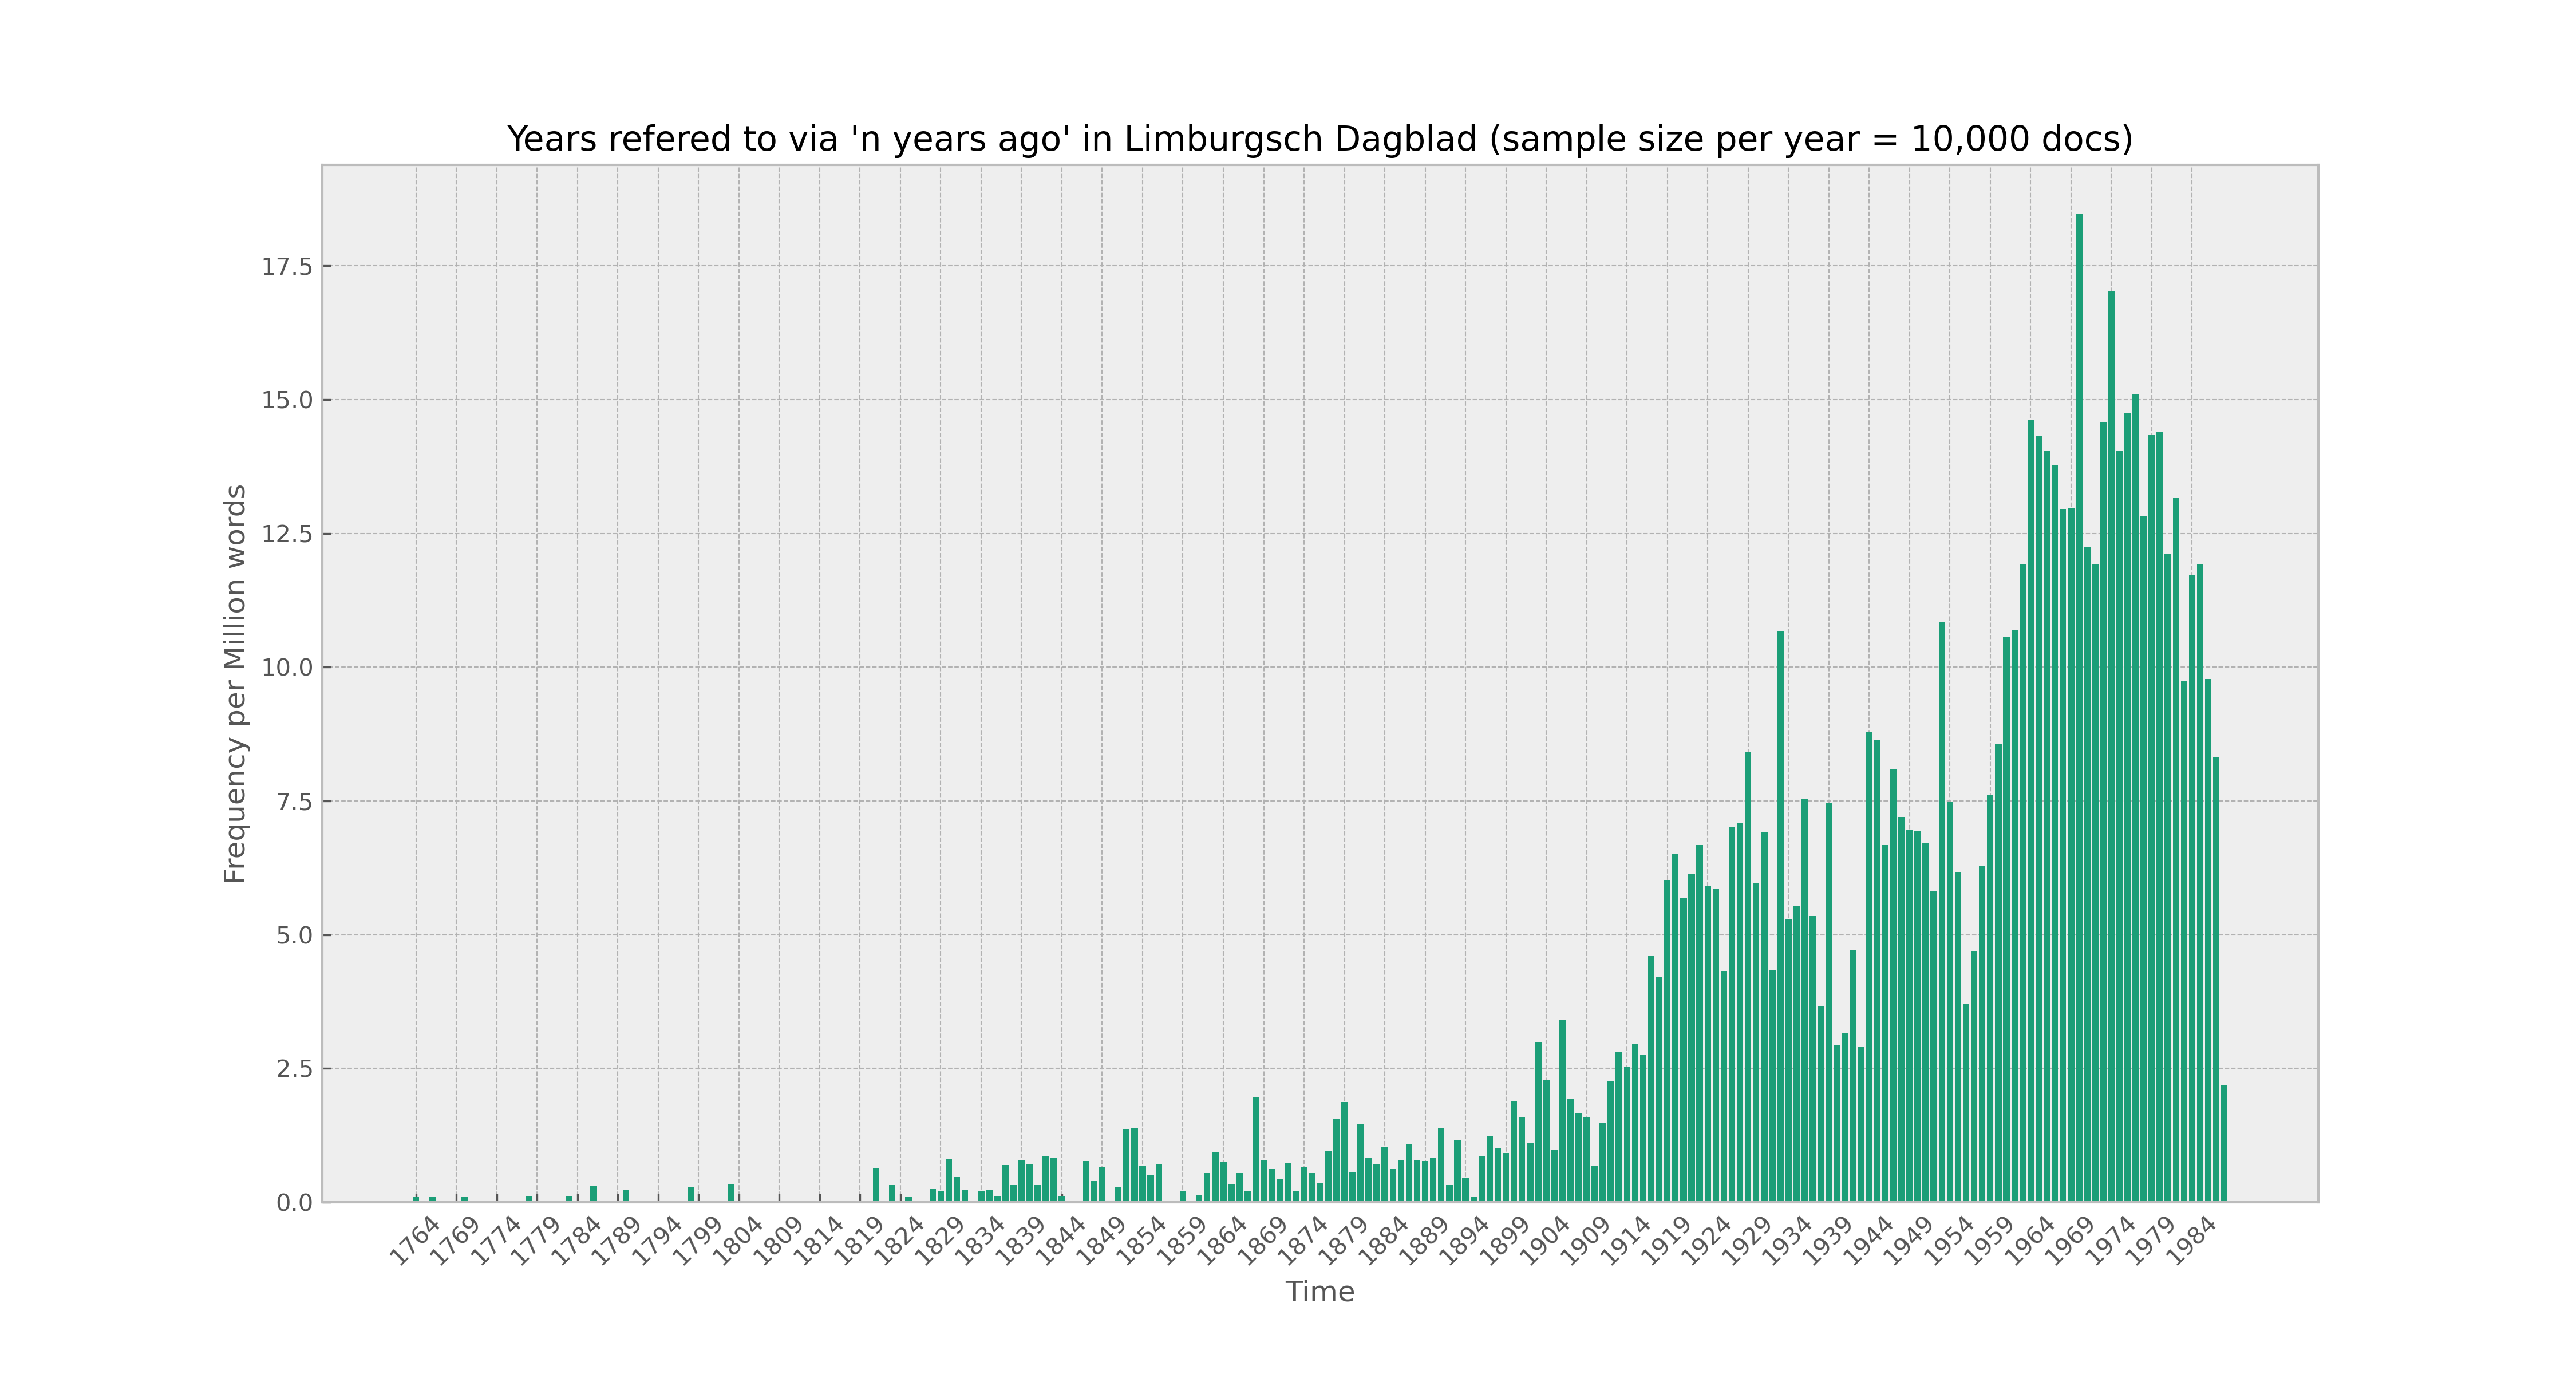 Years refered to via 'n years ago' in Limburgsch Dagblad (sample size per year = 10,000 docs)
Frequency per Million words
17.5
15.0
12.5
10.0
7.5
5.0
2.5
0.0
1764 1769 1774 1779 1784 1789 1794 1799 1804 1809 1814 1819 1824 1829 1834 1839 1844 1849 1854 1859 1864 1869 1874 1879 1884 1889 1894 1899 1904 1909 1914 1919 1924 1929 1934 1939 1944 1949 1954 1959 1964 1969 1974 1979 1984
Time